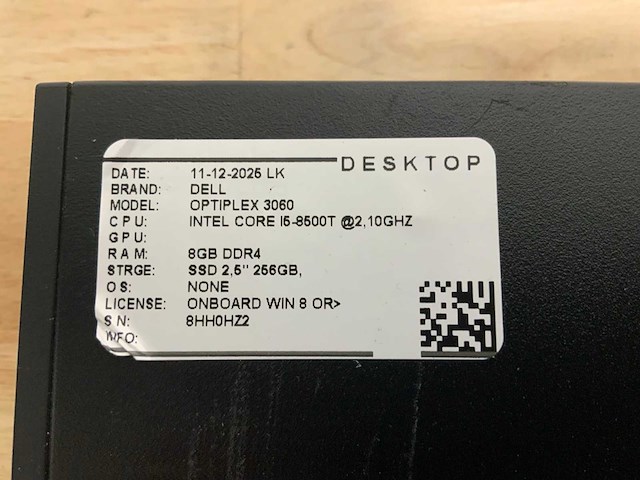 DESKTOP
DATE: 11-12-2025 LK
BRAND: DELL
MODEL: OPTIPLEX 3060
CPU: INTEL CORE I5-8500T @2,10GHZ
GPU:
RAM: 8GB DDR4
STRGE: SSD 2,5" 256GB,
OS: NONE
LICENSE: ONBOARD WIN 8 OR>
SN: 8HH0HZ2
INFO: